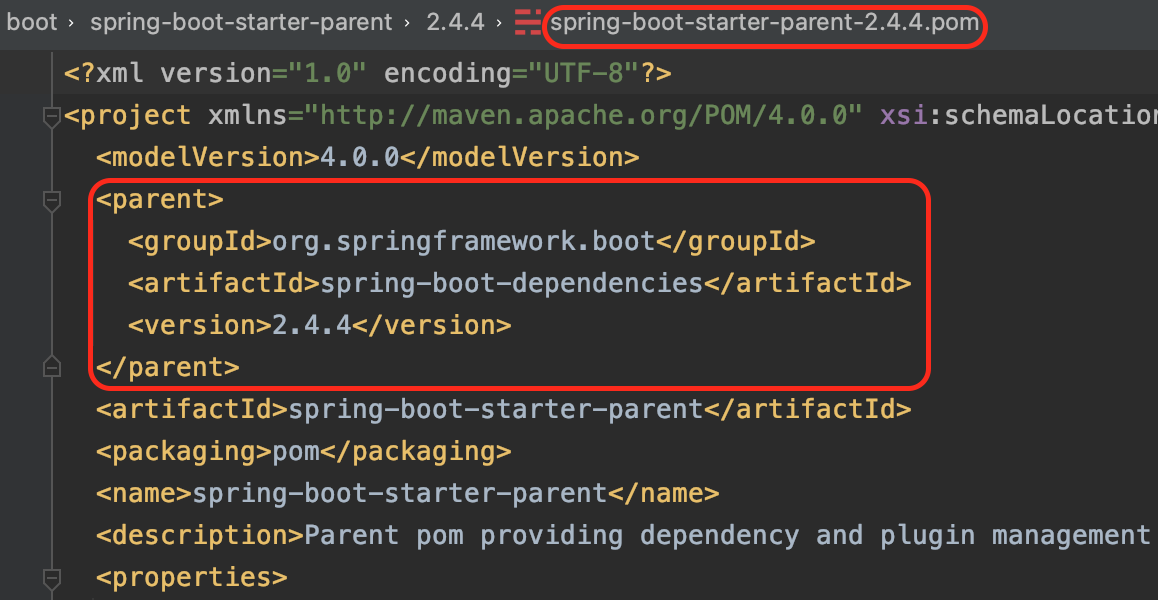 boot › spring-boot-starter-parent › 2.4.4 › spring-boot-starter-parent-2.4.4.pom
<?xml version="1.0" encoding="UTF-8"?>
<project xmlns="http://maven.apache.org/POM/4.0.0" xsi:schemaLocation
<modelVersion>4.0.0</modelVersion>
<parent>
<groupId>org.springframework.boot</groupId>
<artifactId>spring-boot-dependencies</artifactId>
<version>2.4.4</version>
</parent>
<artifactId>spring-boot-starter-parent</artifactId>
<packaging>pom</packaging>
<name>spring-boot-starter-parent</name>
<description>Parent pom providing dependency and plugin management
<properties>